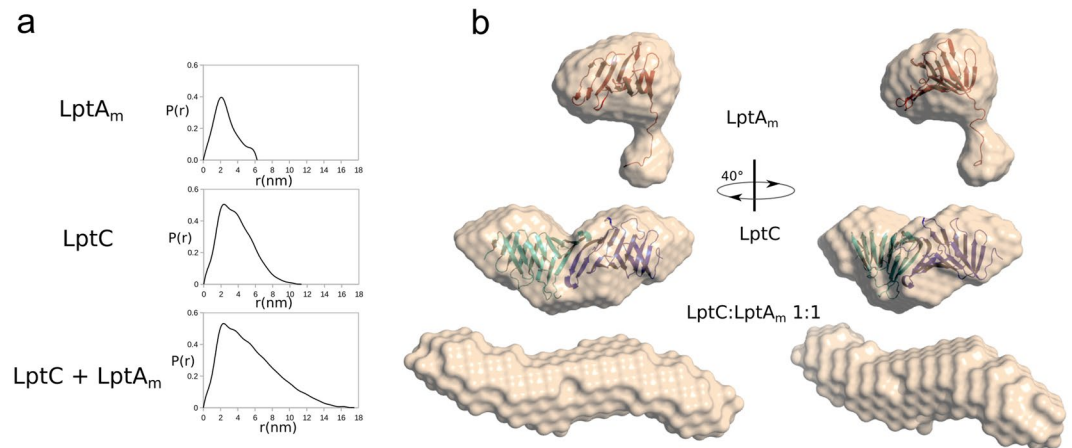 a
LptAm
P(r)
0.6
0.4
0.2
0.0
0 2 4 6 8 10 12 14 16 18
r(nm)
LptC
P(r)
0.6
0.4
0.2
0
0 2 4 6 8 10 12 14 16 18
r(nm)
LptC + LptAm
P(r)
0.6
0.4
0.2
0
0 2 4 6 8 10 12 14 16 18
r(nm)
b
LptAm
40°
LptC
LptC:LptAm 1:1